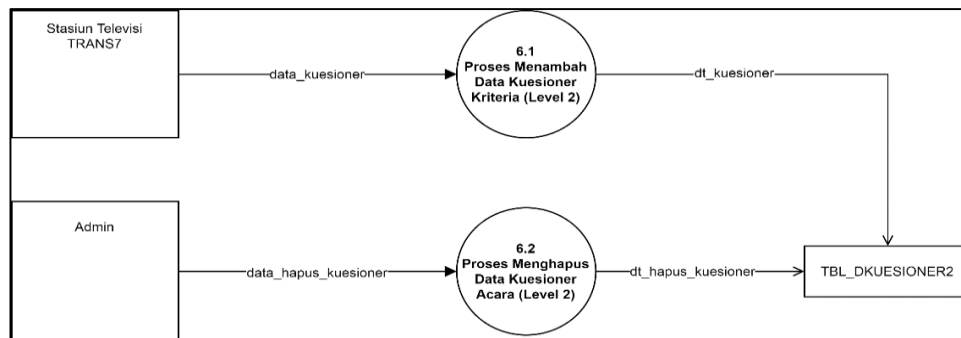 Stasiun Televisi
TRANS7
data_kuesioner
6.1
Proses Menambah
Data Kuesioner
Kriteria (Level 2)
dt_kuesioner
Admin
data_hapus_kuesioner
6.2
Proses Menghapus
Data Kuesioner
Acara (Level 2)
dt_hapus_kuesioner
TBL_DKUESIONER2